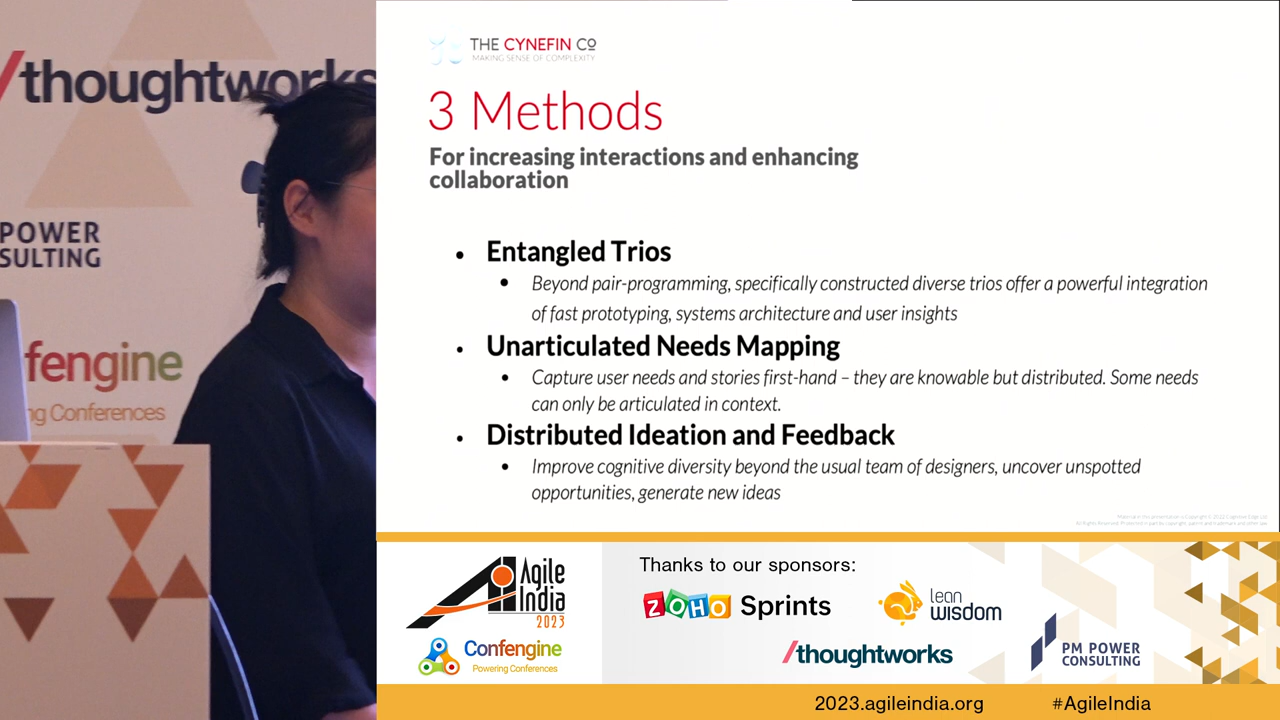 /thoughtworks
POWER
SULTING
fengine
ng Conferences
THE CYNEFIN CO
MAKING SENSE OF COMPLEXITY
3 Methods
For increasing interactions and enhancing
collaboration
• Entangled Trios
• Beyond pair-programming, specifically constructed diverse trios offer a powerful integration
of fast prototyping, systems architecture and user insights
• Unarticulated Needs Mapping
• Capture user needs and stories first-hand – they are knowable but distributed. Some needs
can only be articulated in context.
• Distributed Ideation and Feedback
• Improve cognitive diversity beyond the usual team of designers, uncover unspotted
opportunities, generate new ideas
Agile
India
2023
Confengine
Powering Conferences
Thanks to our sponsors:
ZOHO Sprints
lean
wisdom
/thoughtworks
PM POWER
CONSULTING
2023.agileindia.org
#AgileIndia